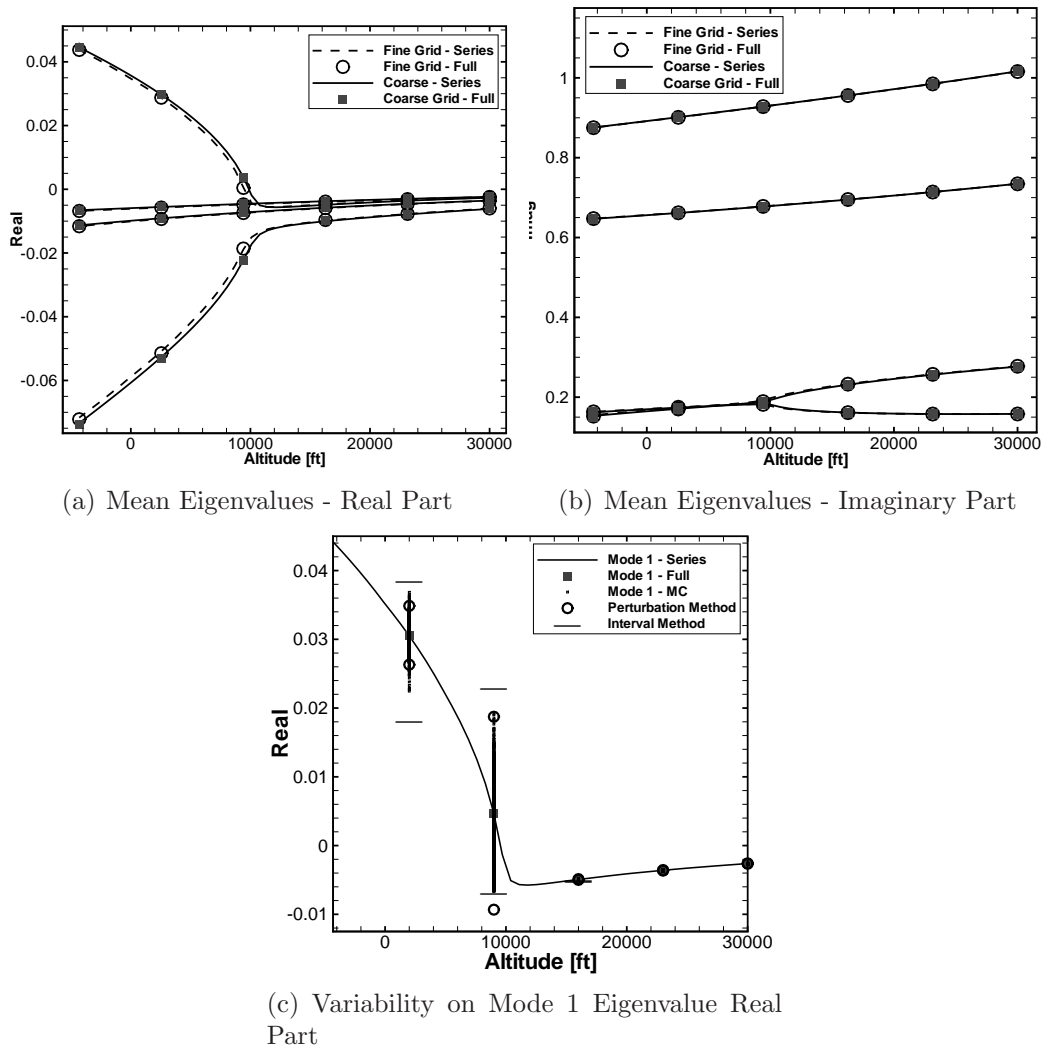 Fine Grid - Series
Fine Grid - Full
Coarse - Series
Coarse Grid - Full
0.04
0.02
0
-0.02
-0.04
-0.06
Real
0
10000
20000
30000
Altitude [ft]
(a) Mean Eigenvalues - Real Part
Fine Grid - Series
Fine Grid - Full
Coarse - Series
Coarse Grid - Full
1
0.8
0.6
0.4
0.2
0
10000
20000
30000
Altitude [ft]
(b) Mean Eigenvalues - Imaginary Part
Mode 1 - Series
Mode 1 - Full
Mode 1 - MC
Perturbation Method
Interval Method
0.04
0.03
0.02
0.01
0
-0.01
Real
0
10000
20000
30000
Altitude [ft]
(c) Variability on Mode 1 Eigenvalue Real
Part